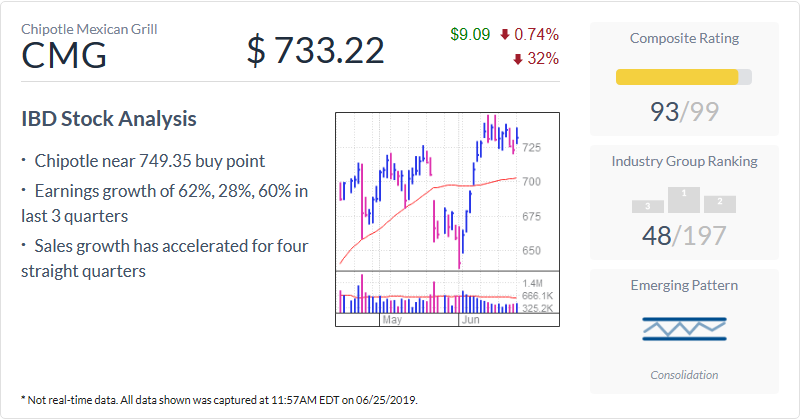 Chipotle Mexican Grill
CMG
$ 733.22
$9.09 0.74%
32%
IBD Stock Analysis
• Chipotle near 749.35 buy point
• Earnings growth of 62%, 28%, 60% in
last 3 quarters
• Sales growth has accelerated for four
straight quarters
725
700
675
650
1.4M
666.1K
325.2K
May
Jun
Composite Rating
93/99
Industry Group Ranking
3 1 2
48/197
Emerging Pattern
Consolidation
* Not real-time data. All data shown was captured at 11:57AM EDT on 06/25/2019.